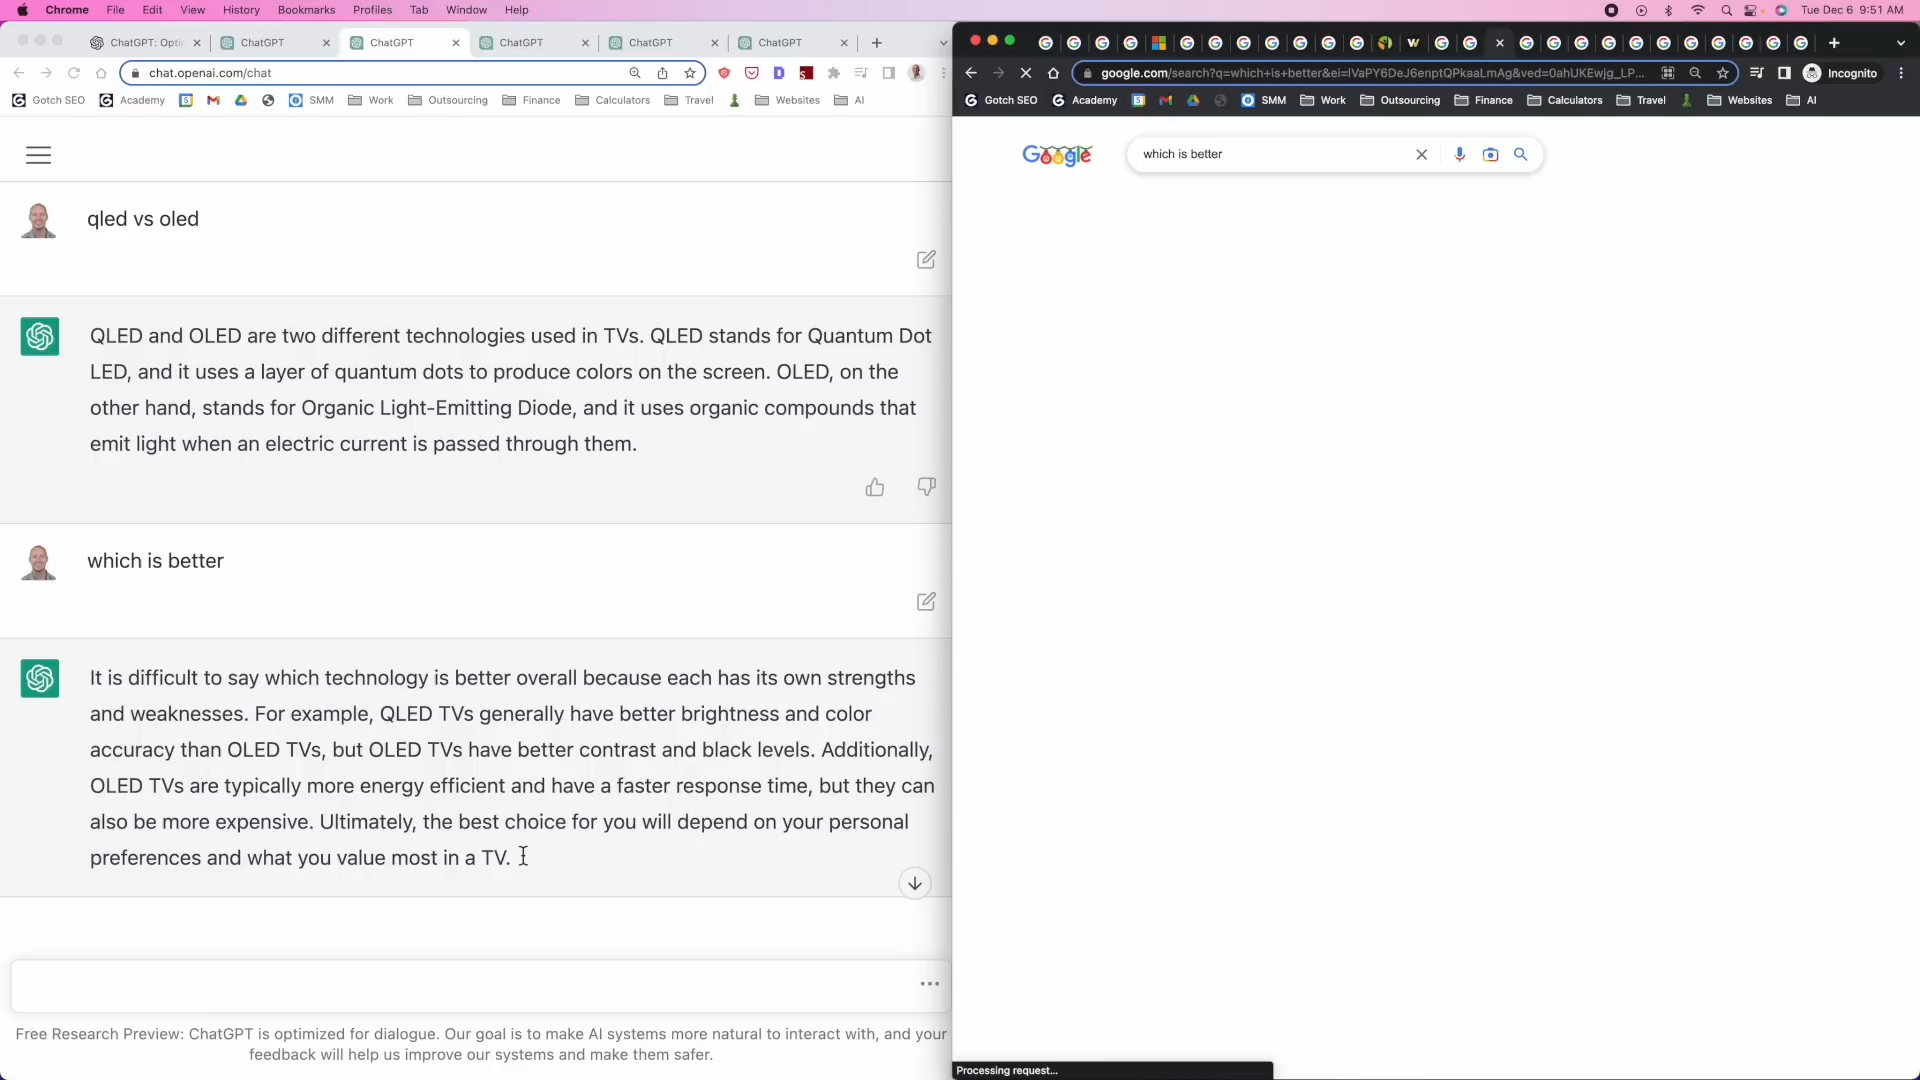 Chrome File Edit View History Bookmarks Profiles Tab Window Help
Tue Dec 6 9:51 AM
ChatGPT: Opti
ChatGPT
ChatGPT
ChatGPT
ChatGPT
ChatGPT
chat.openai.com/chat
Gotch SEO Academy SMM Work Outsourcing Finance Calculators Travel Websites AI
qled vs oled
QLED and OLED are two different technologies used in TVs. QLED stands for Quantum Dot
LED, and it uses a layer of quantum dots to produce colors on the screen. OLED, on the
other hand, stands for Organic Light-Emitting Diode, and it uses organic compounds that
emit light when an electric current is passed through them.
which is better
It is difficult to say which technology is better overall because each has its own strengths
and weaknesses. For example, QLED TVs generally have better brightness and color
accuracy than OLED TVs, but OLED TVs have better contrast and black levels. Additionally,
OLED TVs are typically more energy efficient and have a faster response time, but they can
also be more expensive. Ultimately, the best choice for you will depend on your personal
preferences and what you value most in a TV.
Free Research Preview: ChatGPT is optimized for dialogue. Our goal is to make AI systems more natural to interact with, and your
feedback will help us improve our systems and make them safer.
google.com/search?q=which+is+better&ei=lVaPY6DeJ6enptQPkaaLmAg&ved=0ahUKEwjg_LP...
Incognito
Gotch SEO Academy SMM Work Outsourcing Finance Calculators Travel Websites AI
Google
which is better
Processing request...